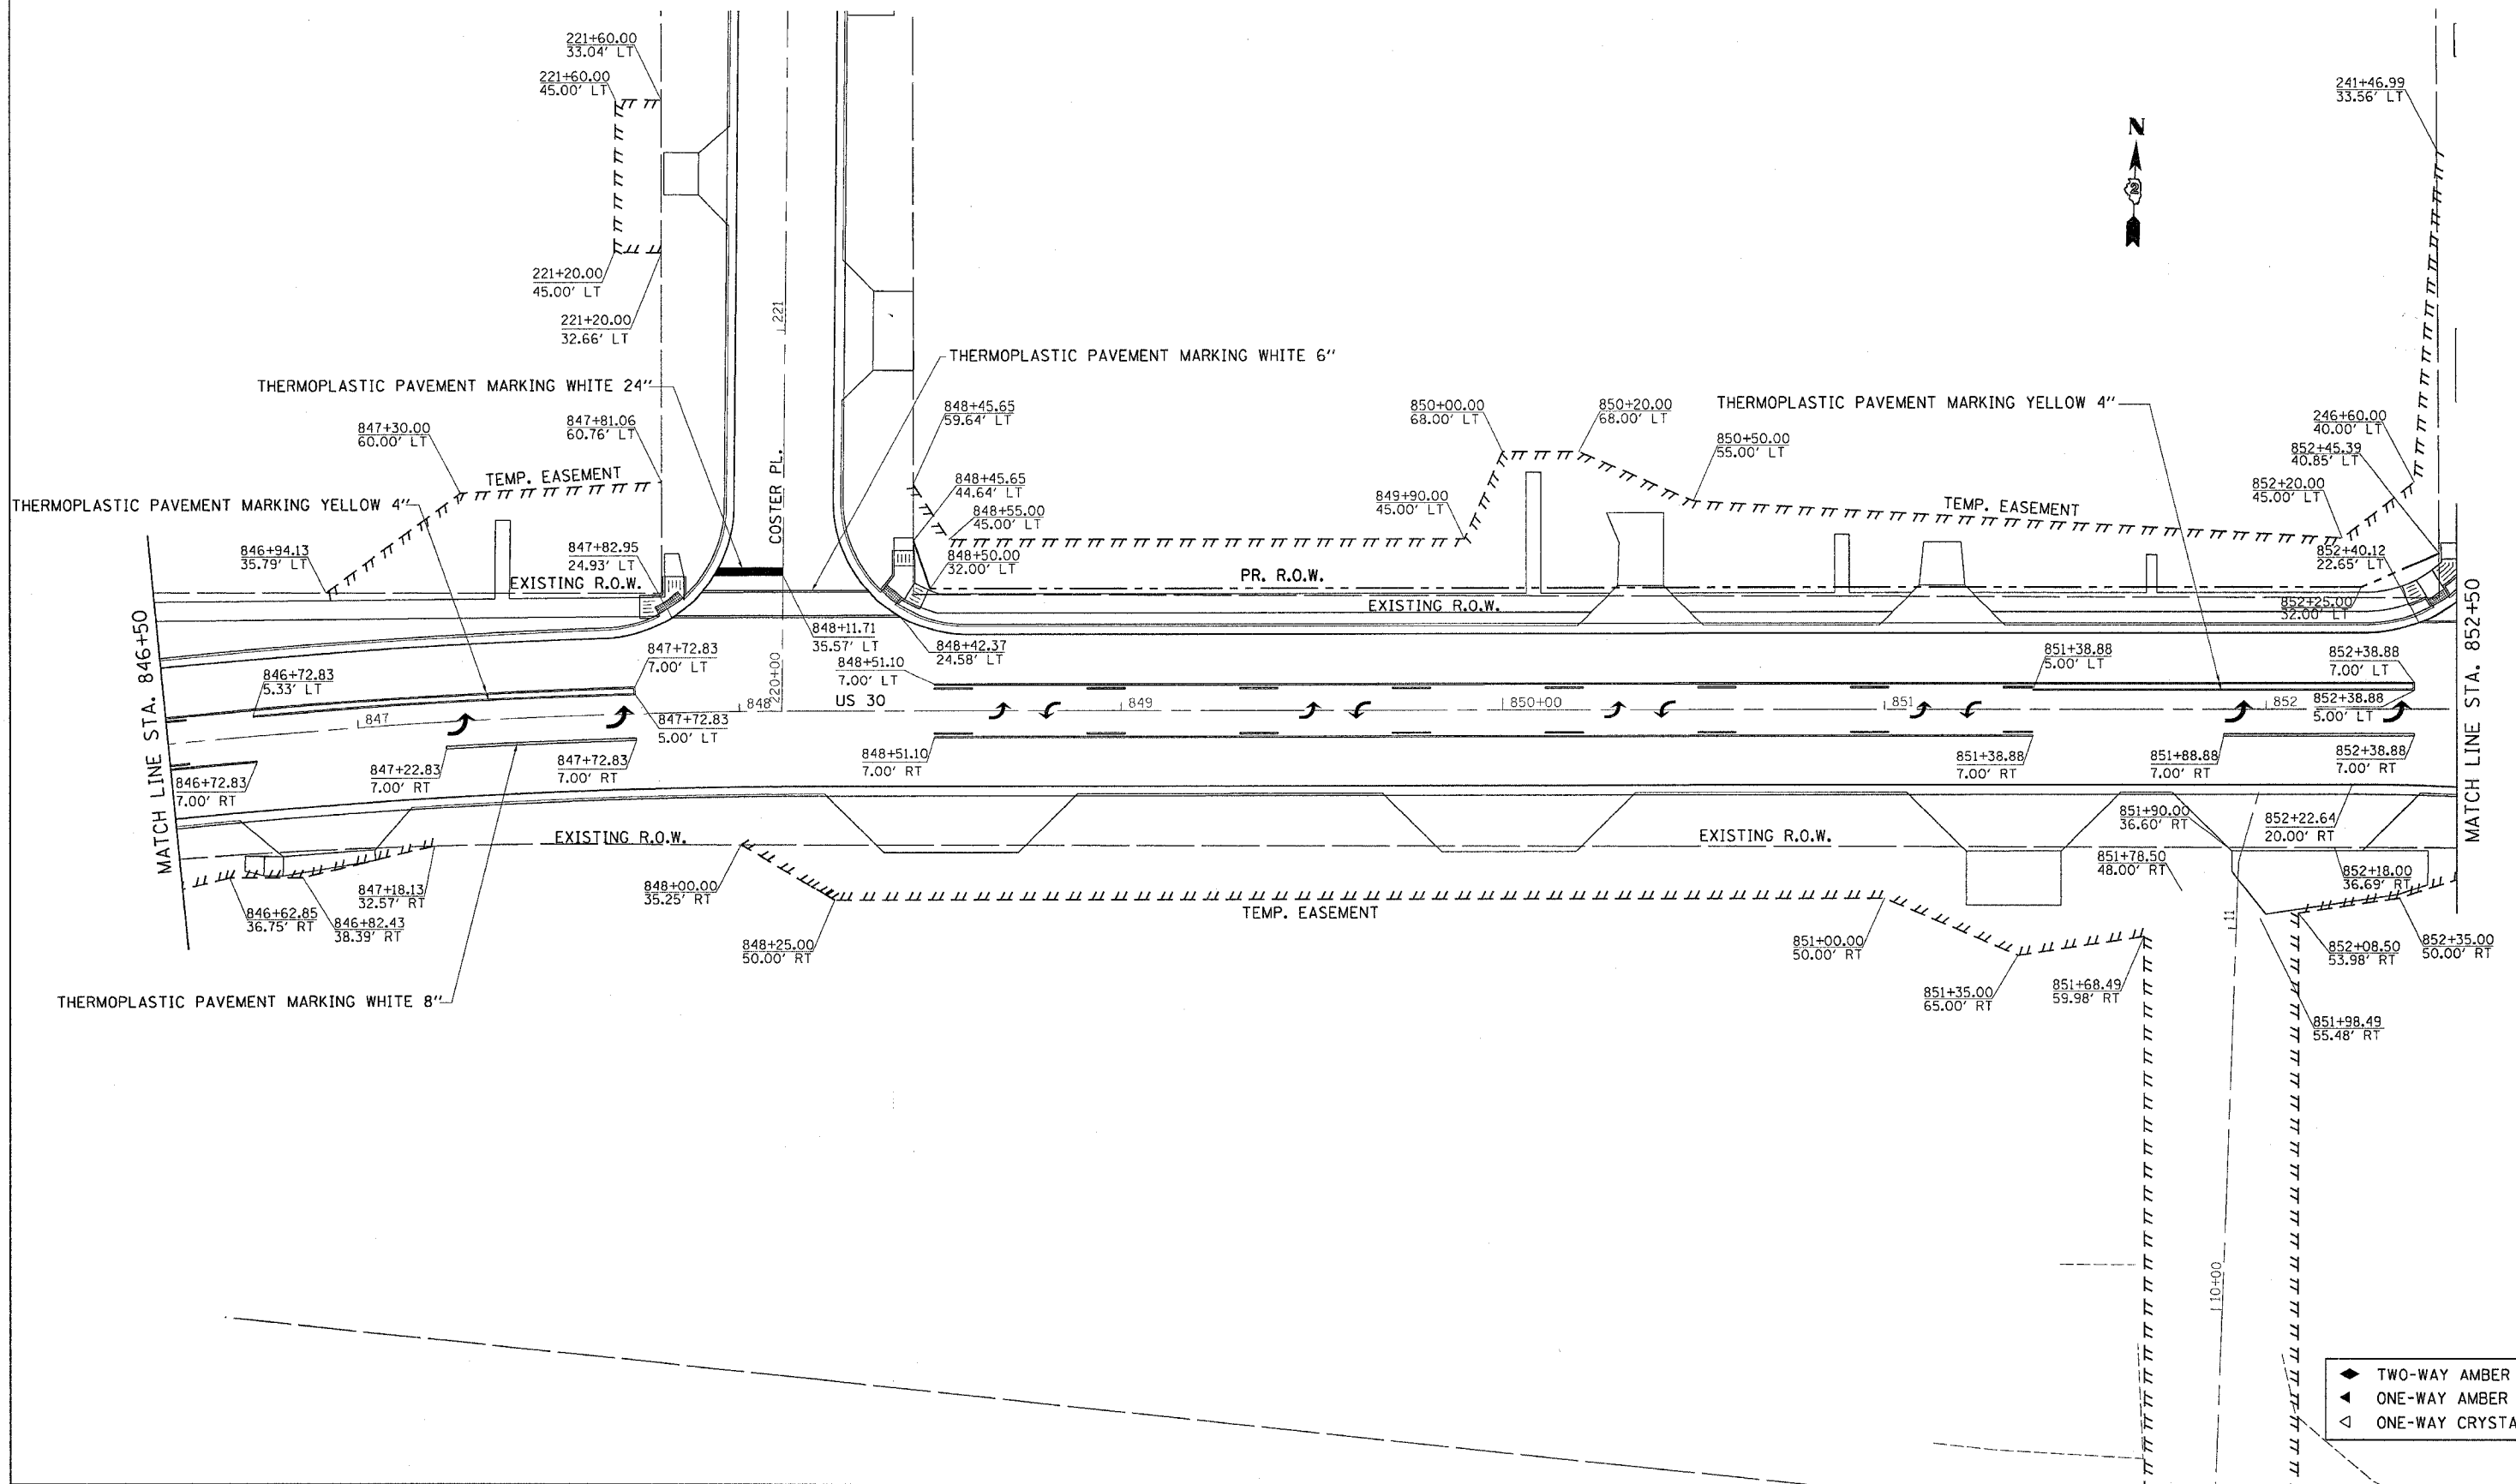 221+60.00
33.04' LT
221+60.00
45.00' LT
241+46.99
33.56' LT
N
2
221+20.00
45.00' LT
221+20.00
32.66' LT
221
THERMOPLASTIC PAVEMENT MARKING WHITE 6"
THERMOPLASTIC PAVEMENT MARKING WHITE 24"
847+30.00
60.00' LT
847+81.06
60.76' LT
848+45.65
59.64' LT
850+00.00
68.00' LT
850+20.00
68.00' LT
THERMOPLASTIC PAVEMENT MARKING YELLOW 4"
246+60.00
40.00' LT
850+50.00
55.00' LT
852+45.39
40.85' LT
TEMP. EASEMENT
COSTER PL.
848+45.65
44.64' LT
849+90.00
45.00' LT
852+20.00
45.00' LT
THERMOPLASTIC PAVEMENT MARKING YELLOW 4"
848+55.00
45.00' LT
TEMP. EASEMENT
846+94.13
35.79' LT
847+82.95
24.93' LT
848+50.00
32.00' LT
852+40.12
22.65' LT
EXISTING R.O.W.
PR. R.O.W.
EXISTING R.O.W.
852+25.00
32.00' LT
MATCH LINE STA. 846+50
MATCH LINE STA. 852+50
848+11.71
35.57' LT
848+42.37
24.58' LT
847+72.83
7.00' LT
846+72.83
5.33' LT
848+51.10
7.00' LT
851+38.88
5.00' LT
852+38.88
7.00' LT
220+00
847
848
US 30
849
850+00
851
852
852+38.88
5.00' LT
847+72.83
5.00' LT
846+72.83
7.00' RT
847+22.83
7.00' RT
847+72.83
7.00' RT
848+51.10
7.00' RT
851+38.88
7.00' RT
851+88.88
7.00' RT
852+38.88
7.00' RT
EXISTING R.O.W.
EXISTING R.O.W.
851+90.00
36.60' RT
852+22.64
20.00' RT
851+78.50
48.00' RT
852+18.00
36.69' RT
847+18.13
32.57' RT
848+00.00
35.25' RT
846+62.85
36.75' RT
846+82.43
38.39' RT
TEMP. EASEMENT
11
848+25.00
50.00' RT
851+00.00
50.00' RT
852+08.50
53.98' RT
852+35.00
50.00' RT
851+35.00
65.00' RT
851+68.49
59.98' RT
THERMOPLASTIC PAVEMENT MARKING WHITE 8"
851+98.49
55.48' RT
10+00
TWO-WAY AMBER
ONE-WAY AMBER
ONE-WAY CRYSTA